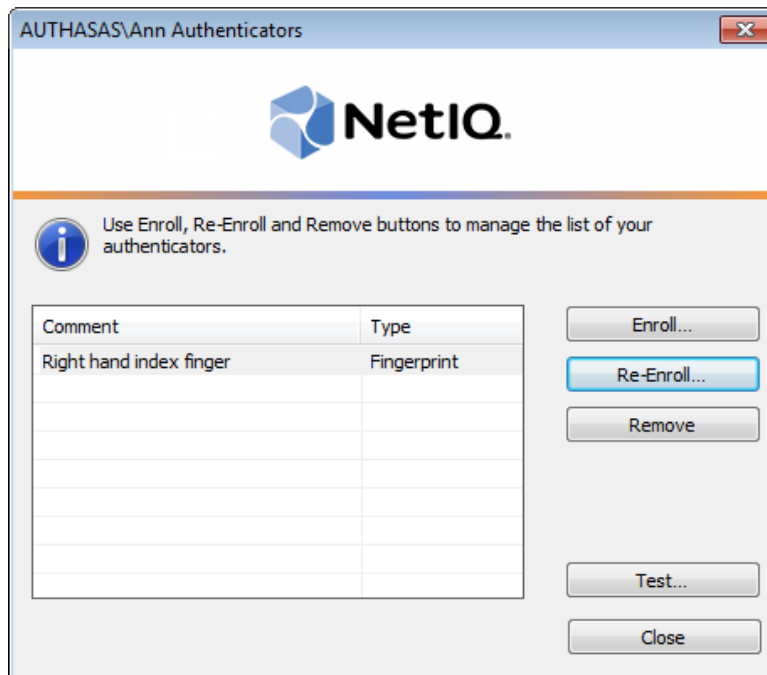 AUTHASAS\Ann Authenticators
NetIQ.
Use Enroll, Re-Enroll and Remove buttons to manage the list of your
authenticators.
Comment Type
Right hand index finger Fingerprint
Enroll...
Re-Enroll...
Remove
Test...
Close